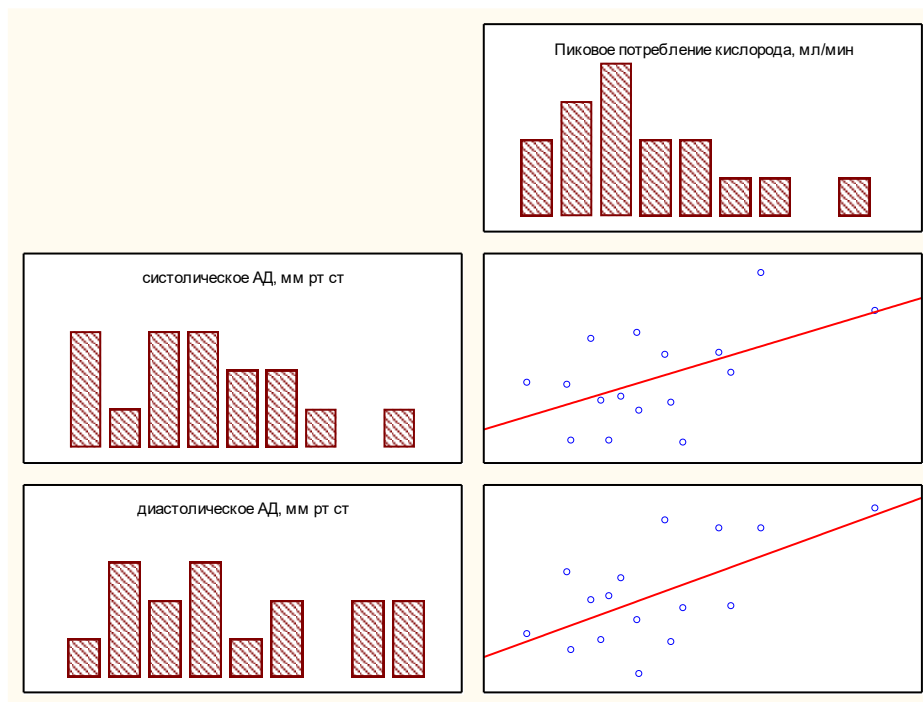 Пиковое потребление кислорода, мл/мин
систолическое АД, мм рт ст
диастолическое АД, мм рт ст